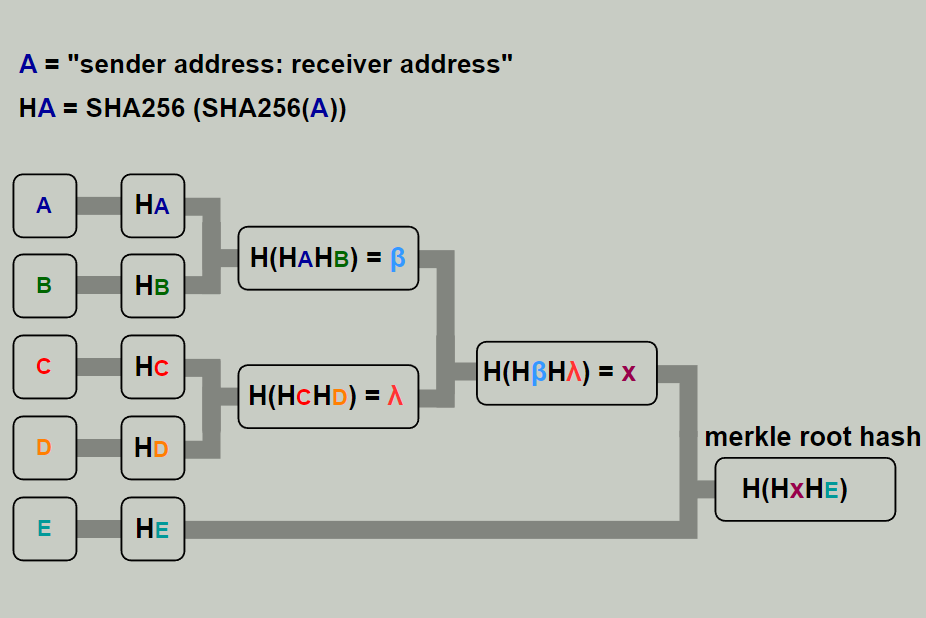 A = "sender address: receiver address"
HA = SHA256 (SHA256(A))
A
HA
B
HB
H(HAHB) = β
C
HC
D
HD
H(HCHD) = λ
H(HβHλ) = x
E
HE
merkle root hash
H(HxHE)